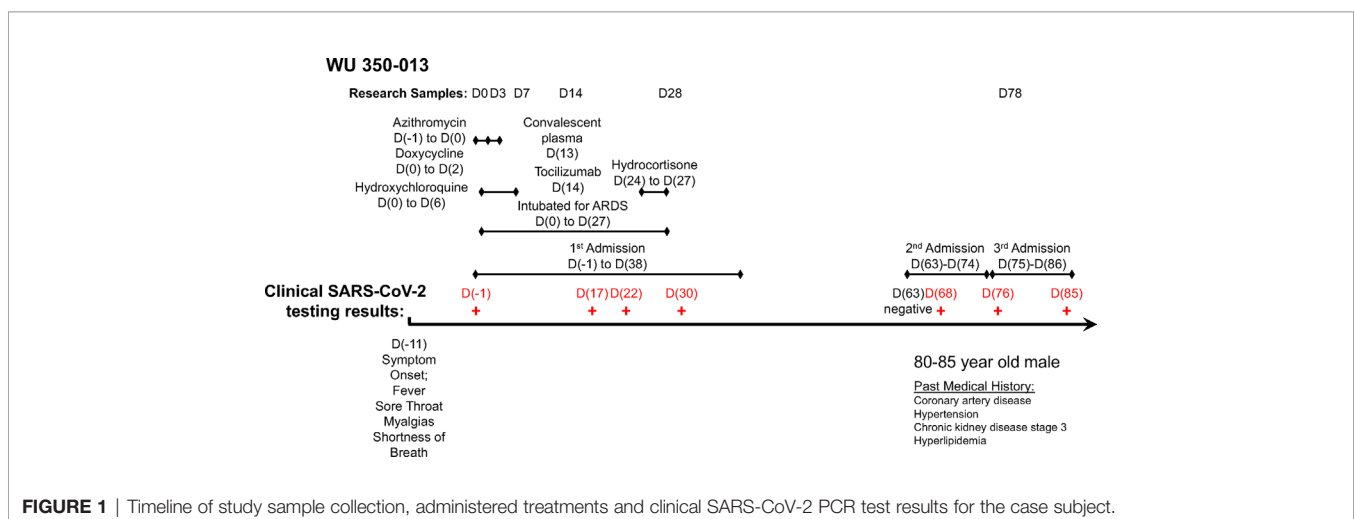 WU 350-013
Research Samples: D0 D3 D7 D14 D28 D78
Azithromycin
D(-1) to D(0)
Doxycycline
D(0) to D(2)
Hydroxychloroquine
D(0) to D(6)
Convalescent
plasma
D(13)
Tocilizumab
D(14)
Hydrocortisone
D(24) to D(27)
Intubated for ARDS
D(0) to D(27)
1st Admission
D(-1) to D(38)
2nd Admission
D(63)-D(74)
3rd Admission
D(75)-D(86)
Clinical SARS-CoV-2
testing results:
D(-1)
+
D(17)
+
D(22)
+
D(30)
+
D(63)
negative
D(68)
+
D(76)
+
D(85)
+
D(-11)
Symptom
Onset;
Fever
Sore Throat
Myalgias
Shortness of
Breath
80-85 year old male
Past Medical History:
Coronary artery disease
Hypertension
Chronic kidney disease stage 3
Hyperlipidemia
FIGURE 1 | Timeline of study sample collection, administered treatments and clinical SARS-CoV-2 PCR test results for the case subject.